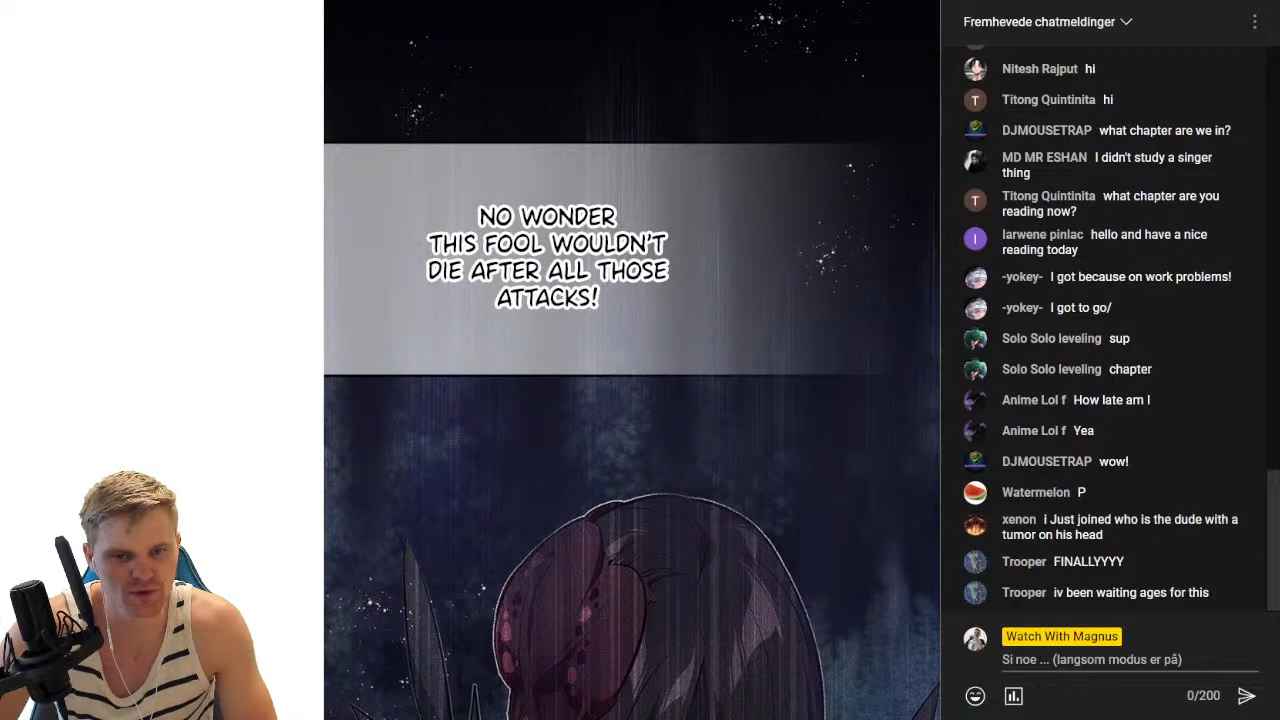 NO WONDER
THIS FOOL WOULDN'T
DIE AFTER ALL THOSE
ATTACKS!
Fremhevede chatmeldinger
Nitesh Rajput hi
T Titong Quintinita hi
DJMOUSETRAP what chapter are we in?
MD MR ESHAN I didn't study a singer
thing
T Titong Quintinita what chapter are you
reading now?
I Iarwene pinlac hello and have a nice
reading today
-yokey- I got because on work problems!
-yokey- I got to go/
Solo Solo leveling sup
Solo Solo leveling chapter
Anime Lol f How late am I
Anime Lol f Yea
DJMOUSETRAP wow!
Watermelon P
xenon i Just joined who is the dude with a
tumor on his head
Trooper FINALLYYYY
Trooper iv been waiting ages for this
Watch With Magnus
Si noe ... (langsom modus er på)
0/200